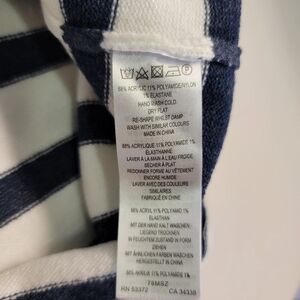 88% ACRYLIC 11% POLYAMIDE/NYLON
1% ELASTANE
HAND WASH COLD
DRY FLAT
RE-SHAPE WHILST DAMP
WASH WITH SIMILAR COLOURS
MADE IN CHINA
88% ACRYLIQUE 11% POLYAMIDE 1%
ÉLASTHANNE
LAVER À LA MAIN À L'EAU FROIDE
SÉCHER À PLAT
REDONNER FORME AU VÊTEMENT
ENCORE HUMIDE
LAVER AVEC DES COULEURS
SIMILAIRES
FABRIQUÉ EN CHINE
88% ACRYL 11% POLYAMID 1%
ELASTHAN
MIT DER HAND KALT WASCHEN,
LIEGEND TROCKNEN
IN FEUCHTEM ZUSTAND IN FORM
ZIEHEN
MIT ÄHNLICHEN FARBEN WASCHEN
HERGESTELLT IN CHINA
88% AKRILIK 11% POLYAMIDE 1%
RN 53372 CA 34338